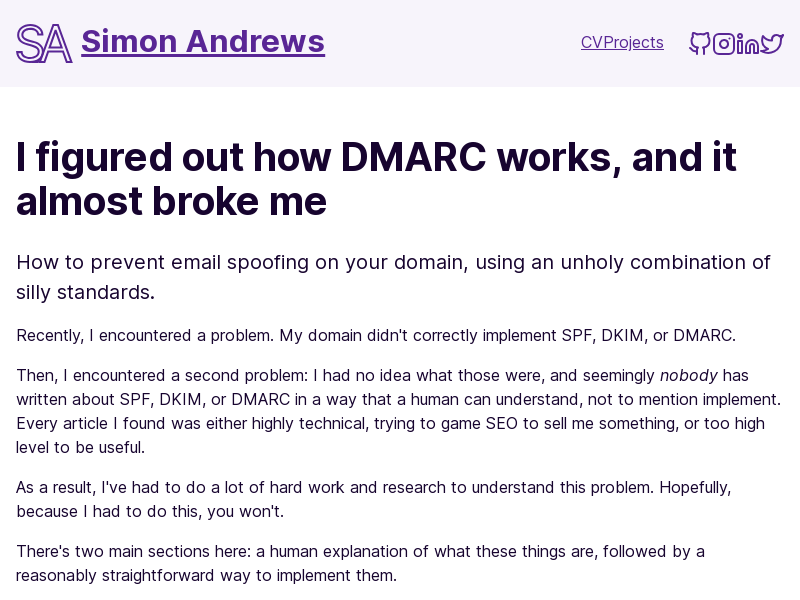 SA Simon Andrews
CV Projects
I figured out how DMARC works, and it
almost broke me
How to prevent email spoofing on your domain, using an unholy combination of
silly standards.
Recently, I encountered a problem. My domain didn't correctly implement SPF, DKIM, or DMARC.
Then, I encountered a second problem: I had no idea what those were, and seemingly nobody has
written about SPF, DKIM, or DMARC in a way that a human can understand, not to mention implement.
Every article I found was either highly technical, trying to game SEO to sell me something, or too high
level to be useful.
As a result, I've had to do a lot of hard work and research to understand this problem. Hopefully,
because I had to do this, you won't.
There's two main sections here: a human explanation of what these things are, followed by a
reasonably straightforward way to implement them.